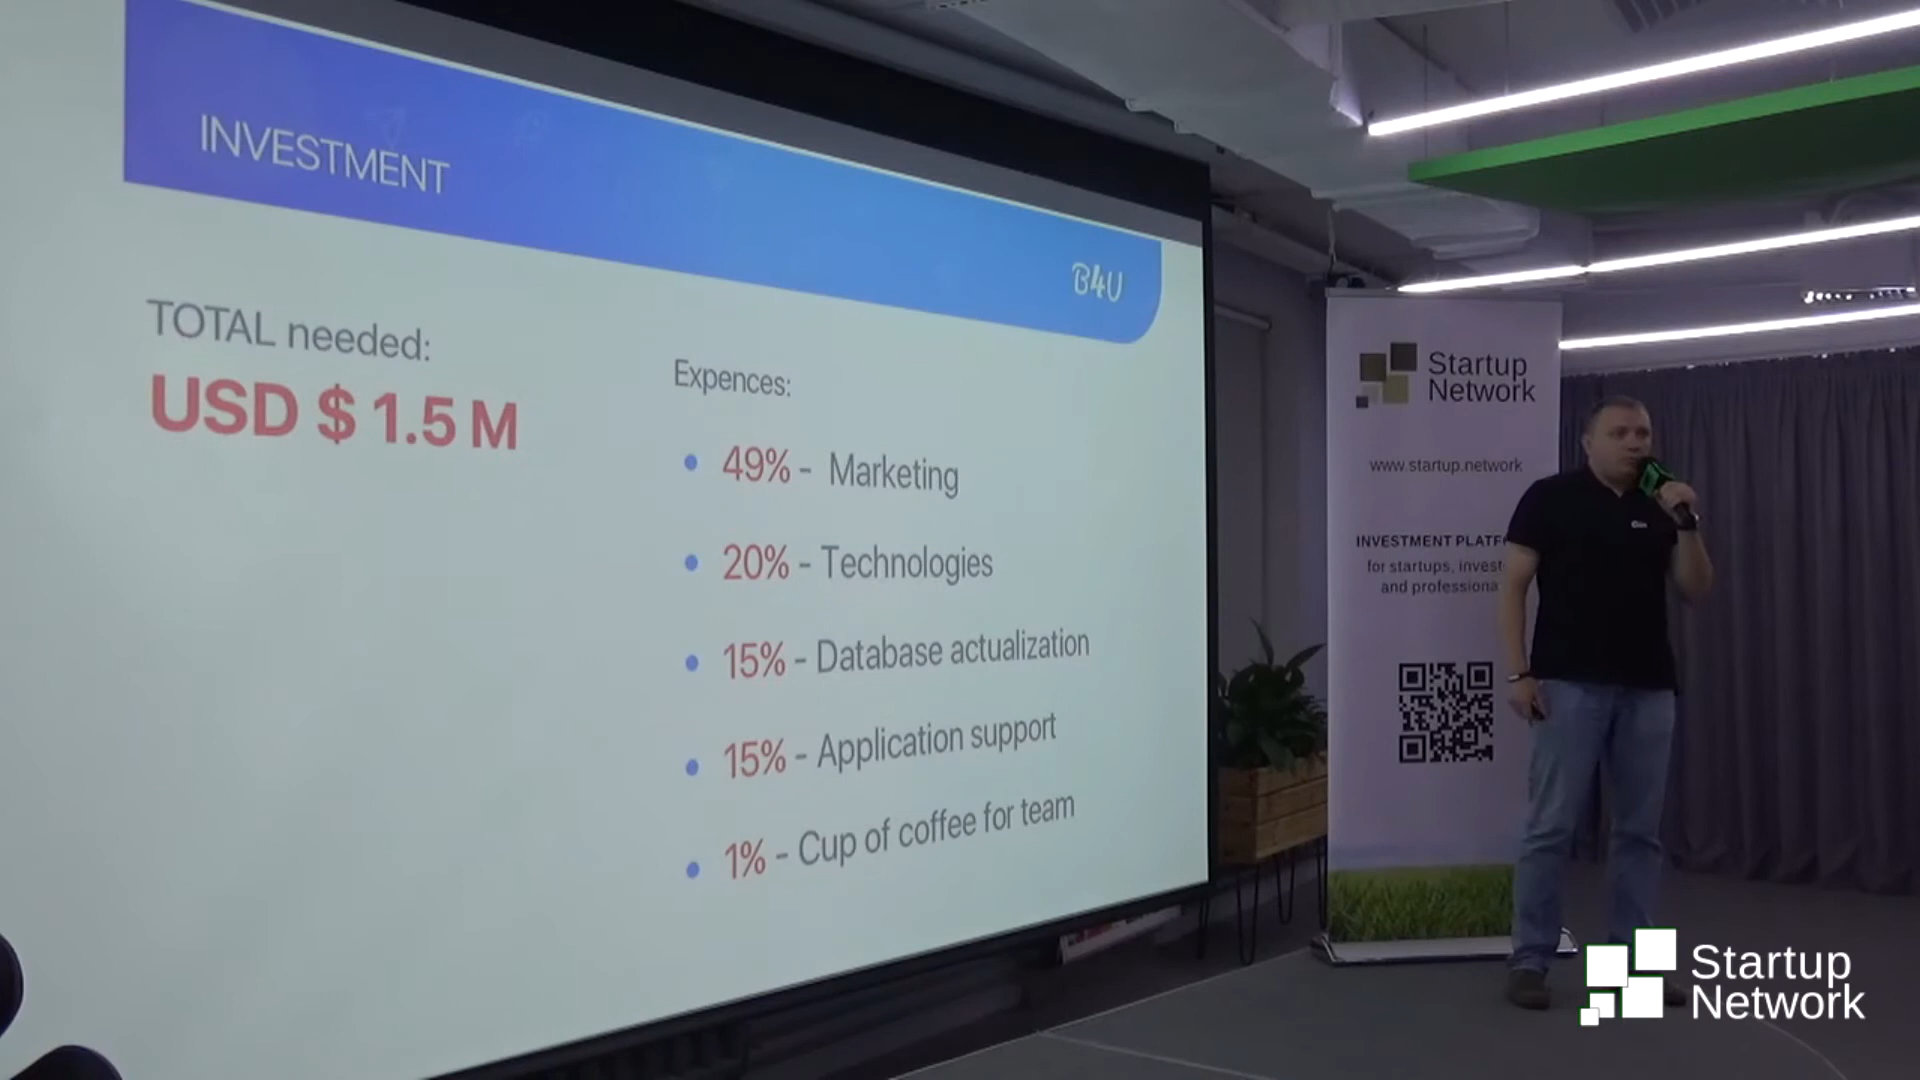 INVESTMENT
B4U
TOTAL needed:
USD $ 1.5 M
Expences:
49% - Marketing
20% - Technologies
15% - Database actualization
15% - Application support
1% - Cup of coffee for team
Startup
Network
www.startup.network
INVESTMENT PLATF
for startups, invest
and professiona
Startup
Network